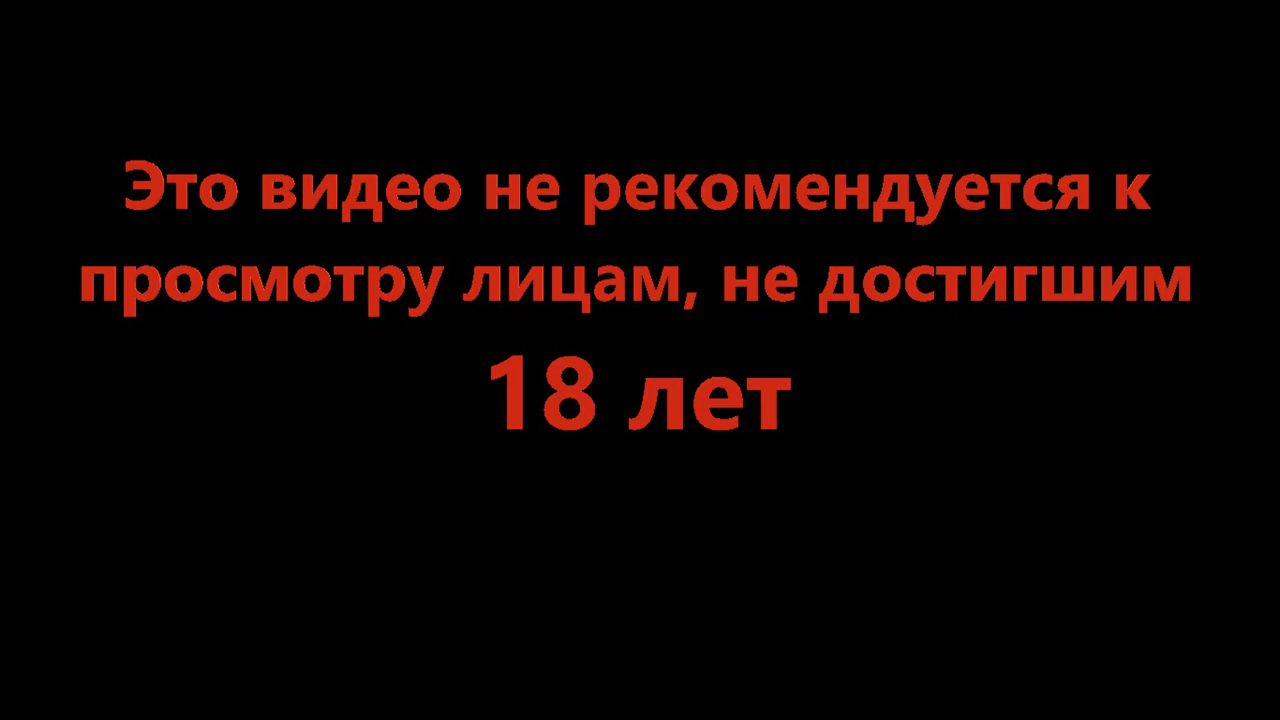 Это видео не рекомендуется к
просмотру лицам, не достигшим
18 лет